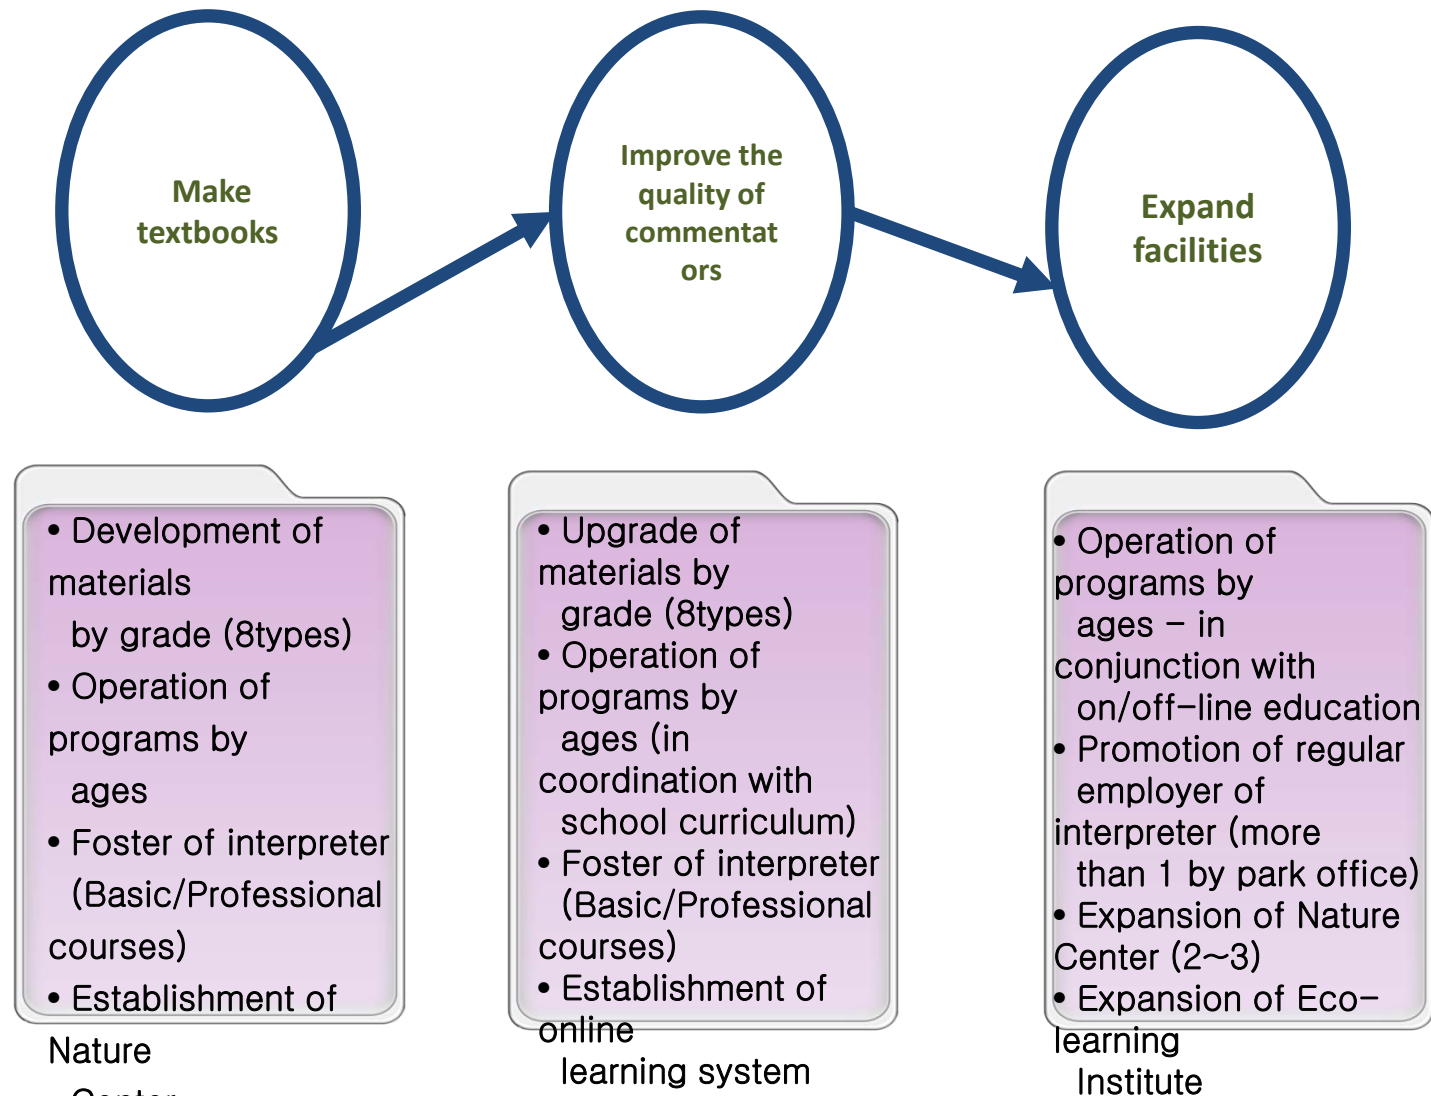 Make
textbooks
Improve the
quality of
commentat
ors
Expand
facilities
• Development of
materials
by grade (8types)
• Operation of
programs by
ages
• Foster of interpreter
(Basic/Professional
courses)
• Establishment of
Nature
Center
• Upgrade of
materials by
grade (8types)
• Operation of
programs by
ages (in
coordination with
school curriculum)
• Foster of interpreter
(Basic/Professional
courses)
• Establishment of
online
learning system
• Operation of
programs by
ages – in
conjunction with
on/off–line education
• Promotion of regular
employer of
interpreter (more
than 1 by park office)
• Expansion of Nature
Center (2~3)
• Expansion of Eco–
learning
Institute